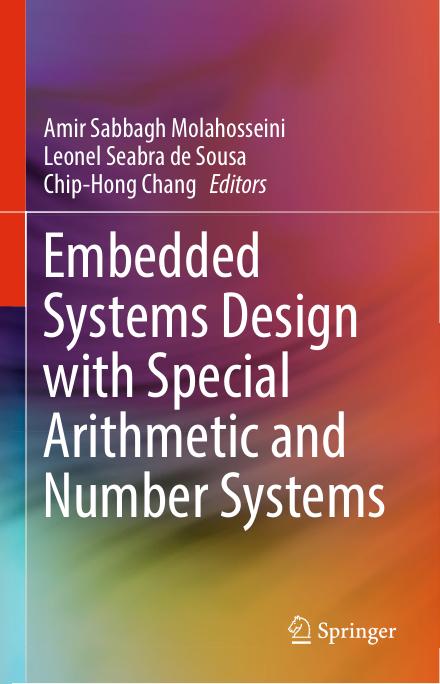 Amir Sabbagh Molahosseini
Leonel Seabra de Sousa
Chip-Hong Chang Editors
Embedded
Systems Design
with Special
Arithmetic and
Number Systems
Springer